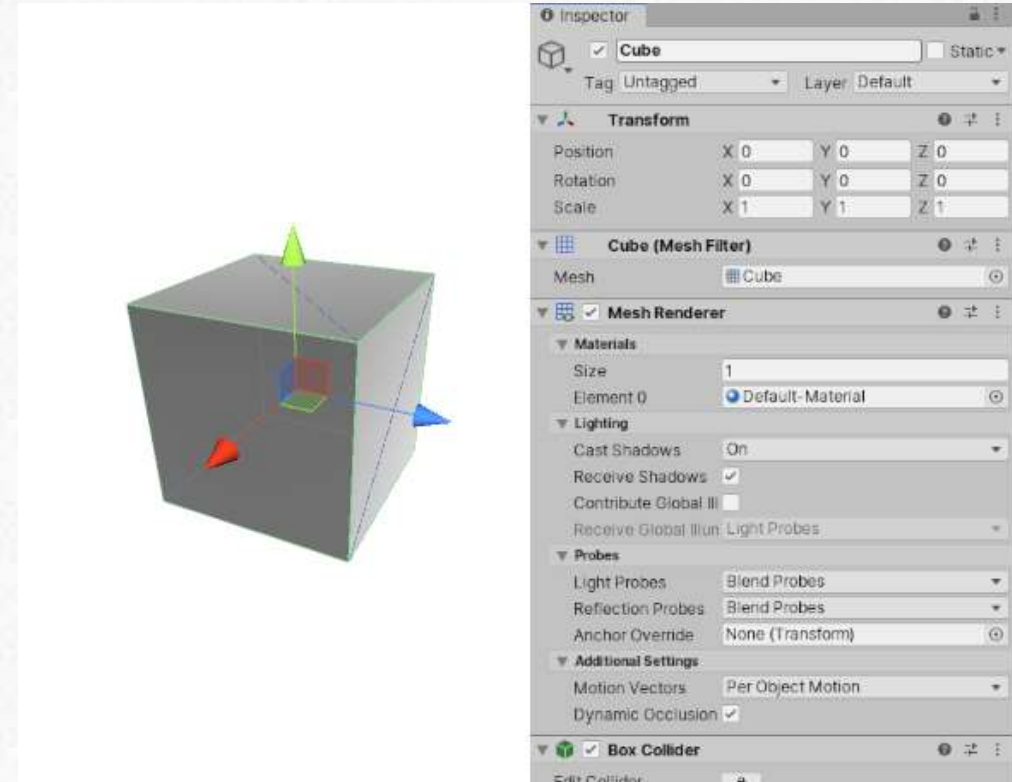 Inspector
Cube Static
Tag Untagged Layer Default
Transform
Position X 0 Y 0 Z 0
Rotation X 0 Y 0 Z 0
Scale X 1 Y 1 Z 1
Cube (Mesh Filter)
Mesh Cube
Mesh Renderer
Materials
Size 1
Element 0 Default-Material
Lighting
Cast Shadows On
Receive Shadows
Contribute Global Ill
Receive Global Illun Light Probes
Probes
Light Probes Blend Probes
Reflection Probes Blend Probes
Anchor Override None (Transform)
Additional Settings
Motion Vectors Per Object Motion
Dynamic Occlusion
Box Collider
Edit Collider